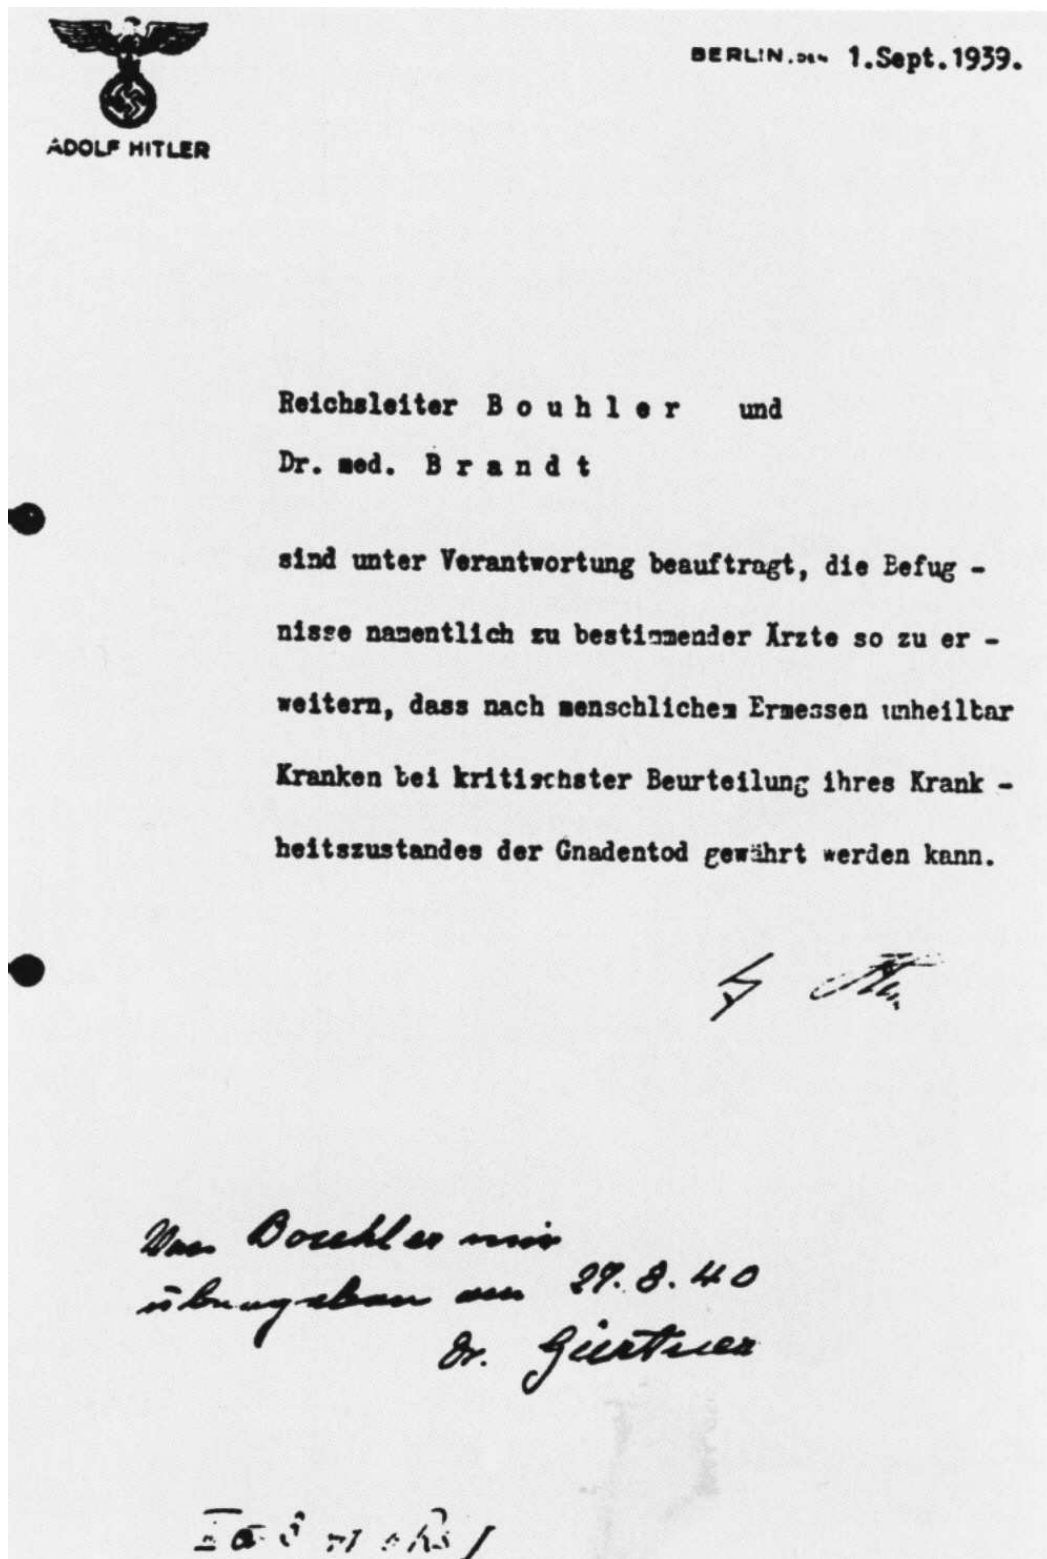 BERLIN, DEN 1.Sept.1939.
ADOLF HITLER
Reichsleiter B o u h l e r und
Dr. med. B r a n d t
sind unter Verantwortung beauftragt, die Befug -
nisse namentlich zu bestimmender Ärzte so zu er -
weitern, dass nach menschlichem Ermessen unheilbar
Kranken bei kritischster Beurteilung ihres Krank -
heitszustandes der Gnadentod gewährt werden kann.
Von Bouhler mir
übergeben am 27.8.40
Dr. Gürtner